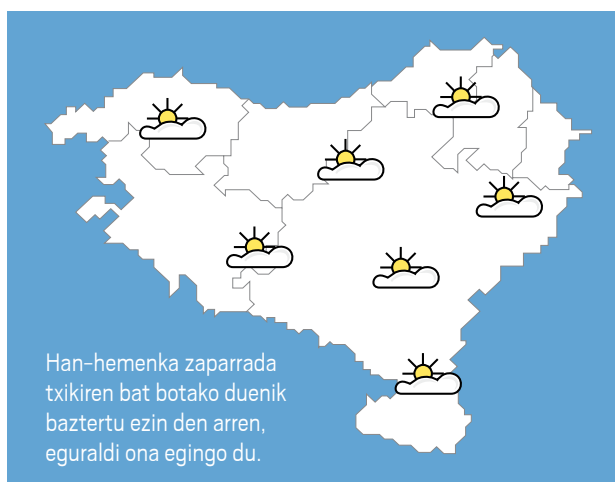 Han-hemenka zaparrada
txikiren bat botako duenik
baztertu ezin den arren,
eguraldi ona egingo du.